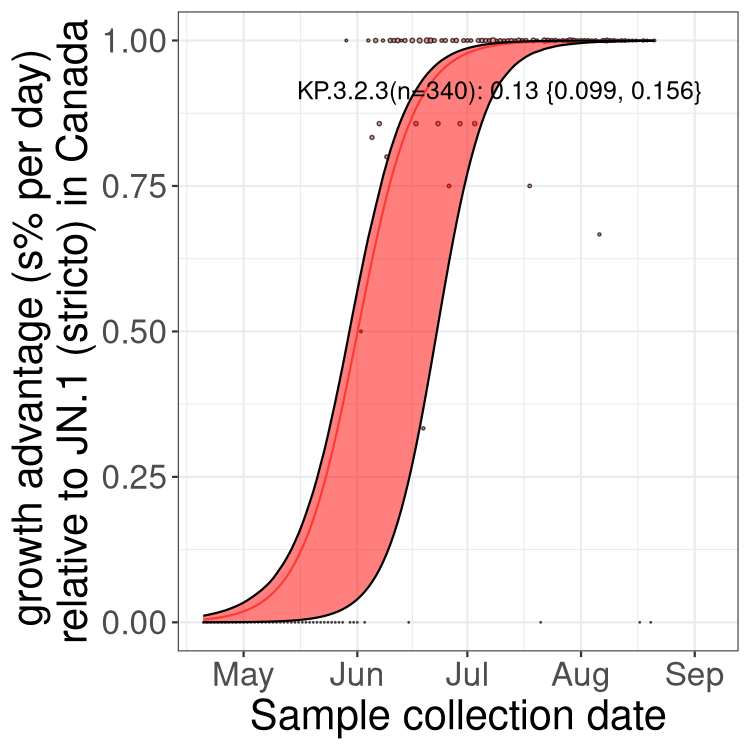 growth advantage (s% per day)
relative to JN.1 (stricto) in Canada
1.00
0.75
0.50
0.25
0.00
KP.3.2.3(n=340): 0.13 {0.099, 0.156}
May Jun Jul Aug Sep
Sample collection date